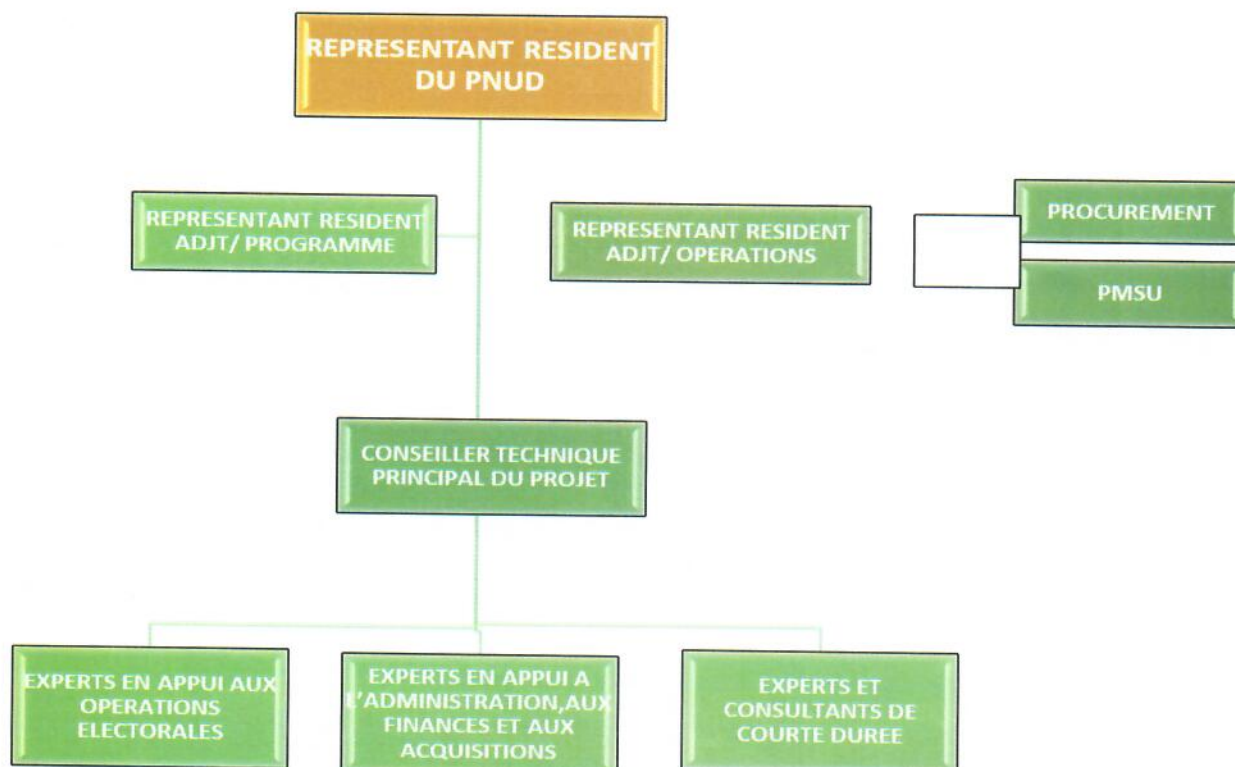 REPRESENTANT RESIDENT
DU PNUD
REPRESENTANT RESIDENT
ADJT/ PROGRAMME
REPRESENTANT RESIDENT
ADJT/ OPERATIONS
PROCUREMENT
PMSU
CONSEILLER TECHNIQUE
PRINCIPAL DU PROJET
EXPERTS EN APPUI AUX
OPERATIONS
ELECTORALES
EXPERTS EN APPUI A
L'ADMINISTRATION,AUX
FINANCES ET AUX
ACQUISITIONS
EXPERTS ET
CONSULTANTS DE
COURTE DUREE